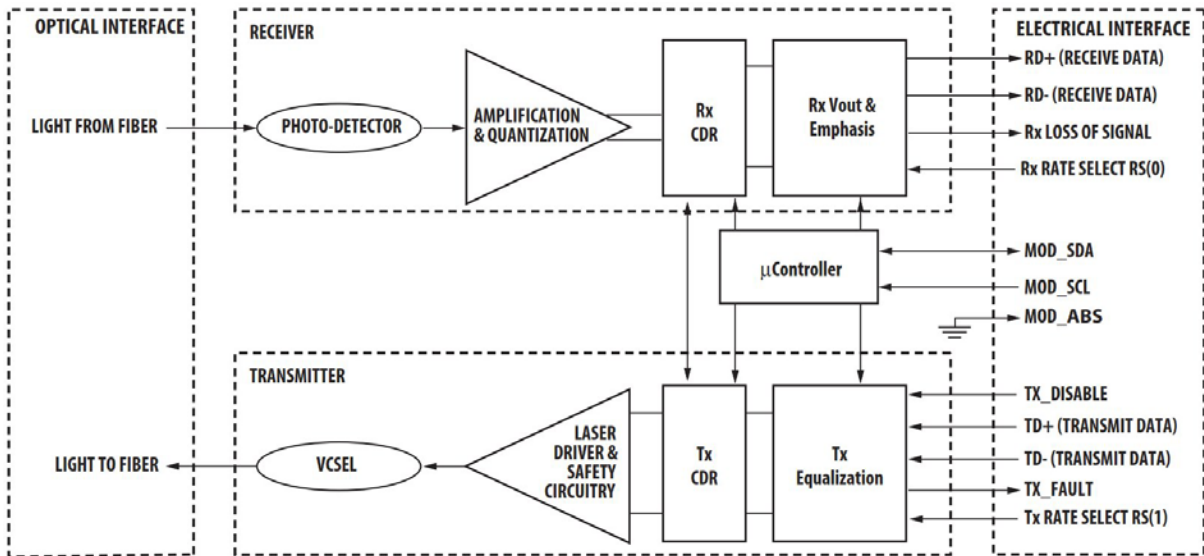 OPTICAL INTERFACE
RECEIVER
ELECTRICAL INTERFACE
LIGHT FROM FIBER
PHOTO-DETECTOR
AMPLIFICATION
& QUANTIZATION
Rx
CDR
Rx Vout &
Emphasis
RD+ (RECEIVE DATA)
RD- (RECEIVE DATA)
Rx LOSS OF SIGNAL
Rx RATE SELECT RS(0)
μController
MOD_SDA
MOD_SCL
MOD_ABS
TRANSMITTER
LIGHT TO FIBER
VCSEL
LASER
DRIVER &
SAFETY
CIRCUITRY
Tx
CDR
Tx
Equalization
TX_DISABLE
TD+ (TRANSMIT DATA)
TD- (TRANSMIT DATA)
TX_FAULT
Tx RATE SELECT RS(1)